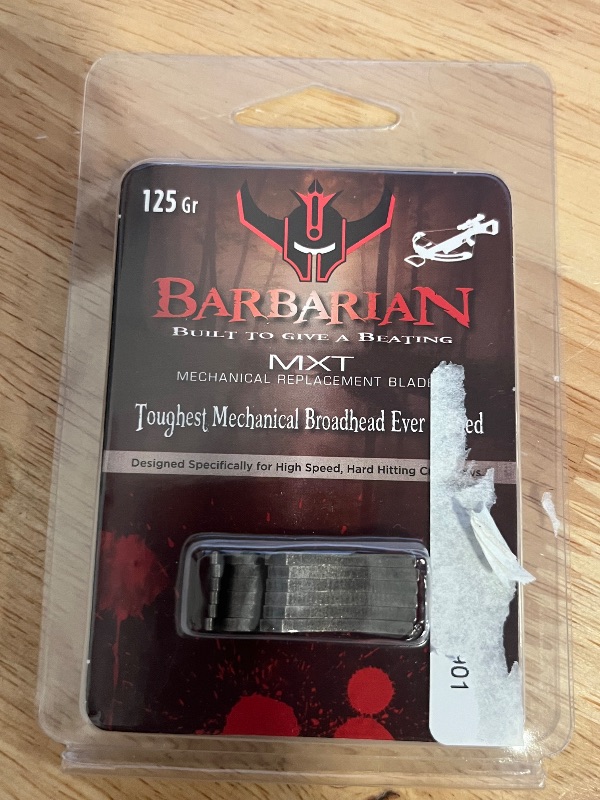 125 Gr
BARBARIAN
BUILT TO GIVE A BEATING
MXT
MECHANICAL REPLACEMENT BLADE
Toughest Mechanical Broadhead Ever
Designed Specifically for High Speed, Hard Hitting